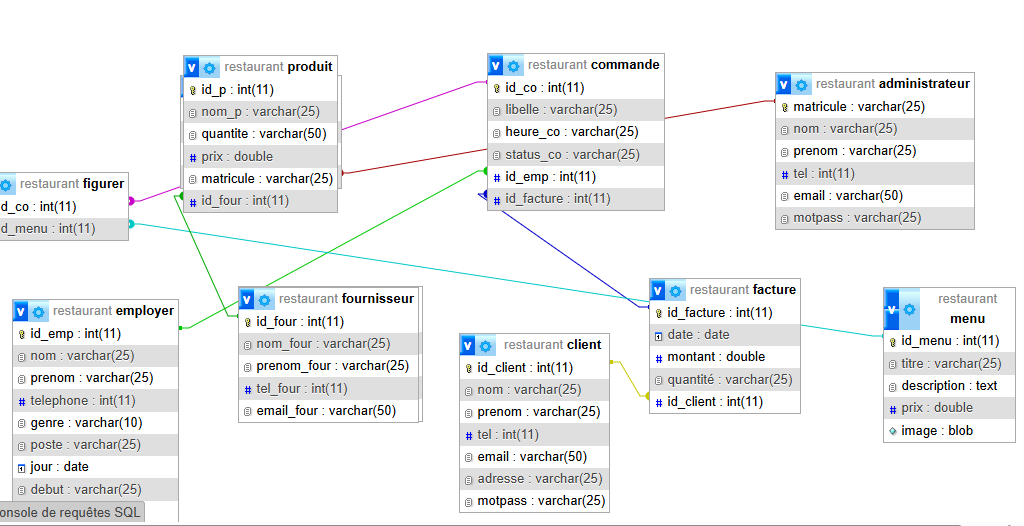 restaurant produit
id_p : int(11)
nom_p : varchar(25)
quantite : varchar(50)
prix : double
matricule : varchar(25)
id_four : int(11)
restaurant commande
id_co : int(11)
libelle : varchar(25)
heure_co : varchar(25)
status_co : varchar(25)
id_emp : int(11)
id_facture : int(11)
restaurant administrateur
matricule : varchar(25)
nom : varchar(25)
prenom : varchar(25)
tel : int(11)
email : varchar(50)
motpass : varchar(25)
restaurant figurer
d_co : int(11)
d_menu : int(11)
restaurant employer
id_emp : int(11)
nom : varchar(25)
prenom : varchar(25)
telephone : int(11)
genre : varchar(10)
poste : varchar(25)
jour : date
debut : varchar(25)
restaurant fournisseur
id_four : int(11)
nom_four : varchar(25)
prenom_four : varchar(25)
tel_four : int(11)
email_four : varchar(50)
restaurant client
id_client : int(11)
nom : varchar(25)
prenom : varchar(25)
tel : int(11)
email : varchar(50)
adresse : varchar(25)
motpass : varchar(25)
restaurant facture
id_facture : int(11)
date : date
montant : double
quantité : varchar(25)
id_client : int(11)
restaurant
menu
id_menu : int(11)
titre : varchar(25)
description : text
prix : double
image : blob
onsole de requêtes SQL